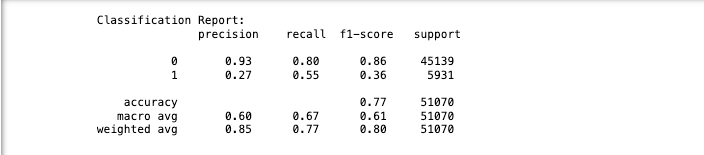 Classification Report:
precision recall f1-score support
0 0.93 0.80 0.86 45139
1 0.27 0.55 0.36 5931
accuracy 0.77 51070
macro avg 0.60 0.67 0.61 51070
weighted avg 0.85 0.77 0.80 51070